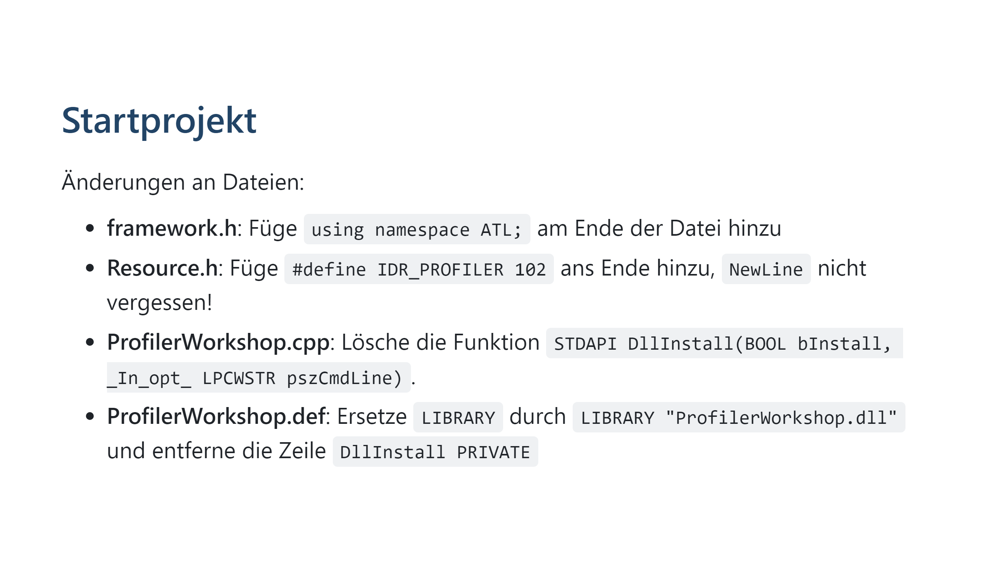 Startprojekt
Änderungen an Dateien:
• framework.h: Füge using namespace ATL; am Ende der Datei hinzu
• Resource.h: Füge #define IDR_PROFILER 102 ans Ende hinzu, NewLine nicht
vergessen!
• ProfilerWorkshop.cpp: Lösche die Funktion STDAPI DllInstall(BOOL bInstall,
_In_opt_ LPCWSTR pszCmdLine).
• ProfilerWorkshop.def: Ersetze LIBRARY durch LIBRARY "ProfilerWorkshop.dll"
und entferne die Zeile DllInstall PRIVATE